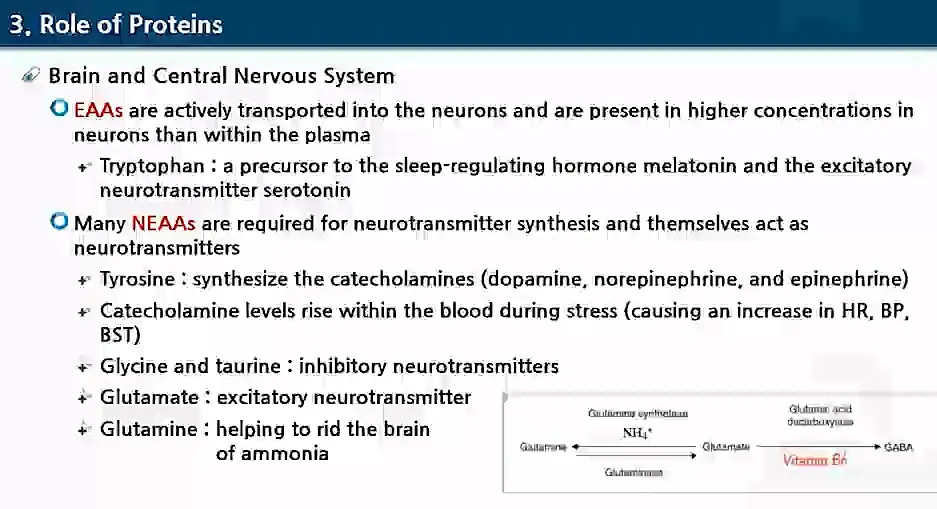 3. Role of Proteins
Brain and Central Nervous System
EAAs are actively transported into the neurons and are present in higher concentrations in
neurons than within the plasma
Tryptophan : a precursor to the sleep-regulating hormone melatonin and the excitatory
neurotransmitter serotonin
Many NEAAs are required for neurotransmitter synthesis and themselves act as
neurotransmitters
Tyrosine : synthesize the catecholamines (dopamine, norepinephrine, and epinephrine)
Catecholamine levels rise within the blood during stress (causing an increase in HR, BP,
BST)
Glycine and taurine : inhibitory neurotransmitters
Glutamate : excitatory neurotransmitter
Glutamine : helping to rid the brain
of ammonia
Glutamine synthetase
NH₄⁺
Glutamine
Glutaminase
Glutamate
Glutamic acid
decarboxylase
Vitamin B6
GABA